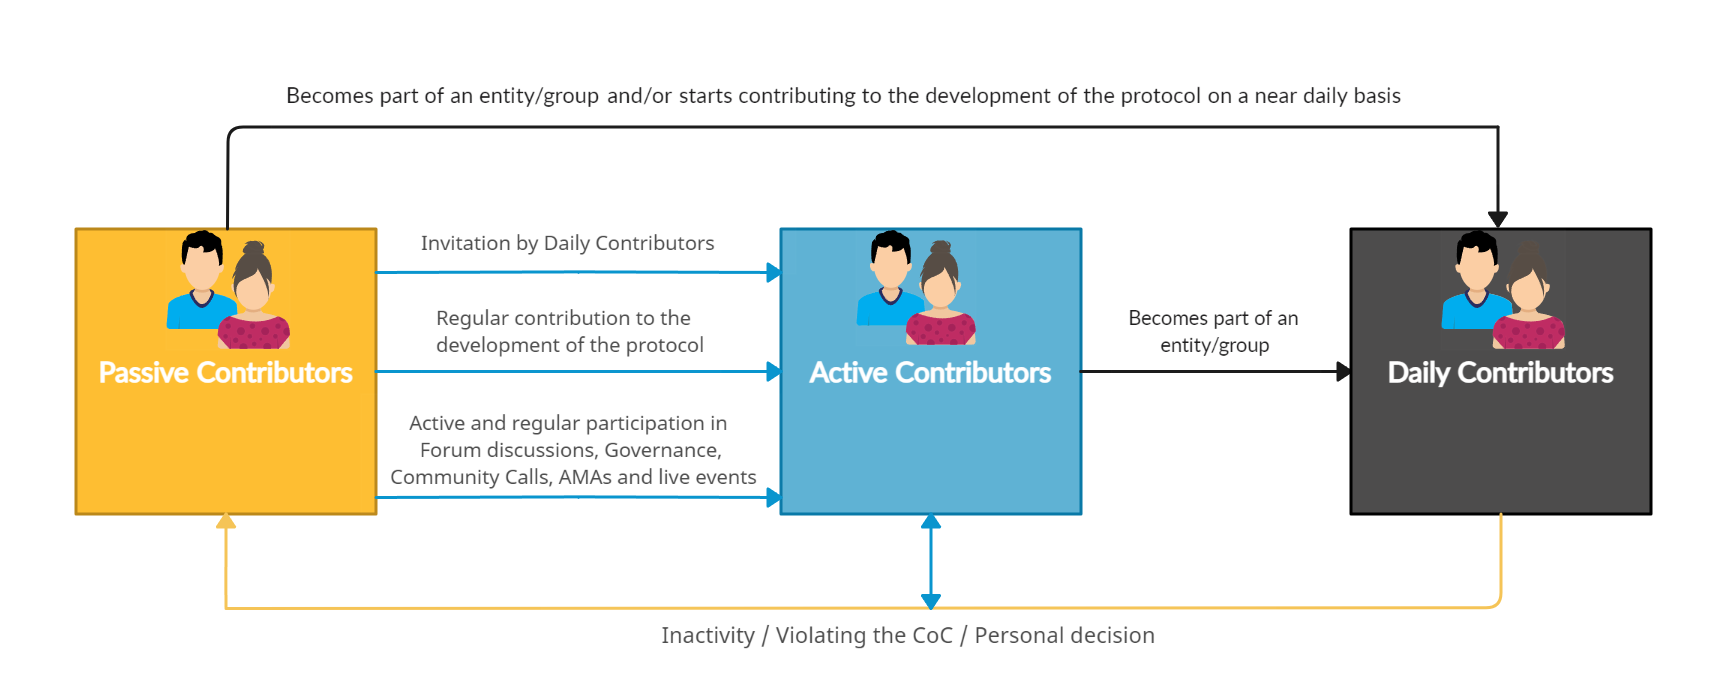 Becomes part of an entity/group and/or starts contributing to the development of the protocol on a near daily basis
Invitation by Daily Contributors
Regular contribution to the
development of the protocol
Passive Contributors
Active and regular participation in
Forum discussions, Governance,
Community Calls, AMAs and live events
Active Contributors
Becomes part of an
entity/group
Daily Contributors
Inactivity / Violating the CoC / Personal decision